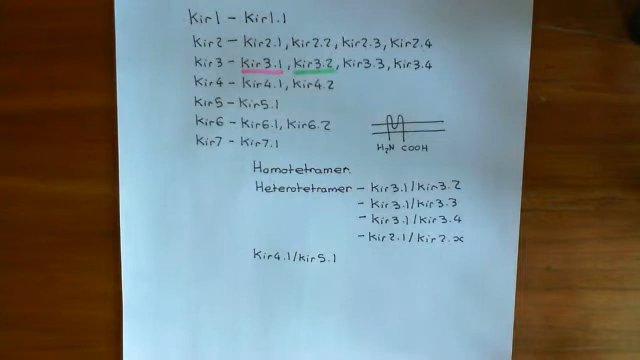 Kir1 - Kir1.1
Kir2 - Kir2.1, Kir2.2, Kir2.3, Kir2.4
Kir3 - Kir3.1, Kir3.2, Kir3.3, Kir3.4
Kir4 - Kir4.1, Kir4.2
Kir5 - Kir5.1
Kir6 - Kir6.1, Kir6.2
Kir7 - Kir7.1
H₂N COOH
Homotetramer.
Heterotetramer - Kir3.1/Kir3.2
- Kir3.1/Kir3.3
- Kir3.1/Kir3.4
- Kir2.1/Kir2.x
Kir4.1/Kir5.1